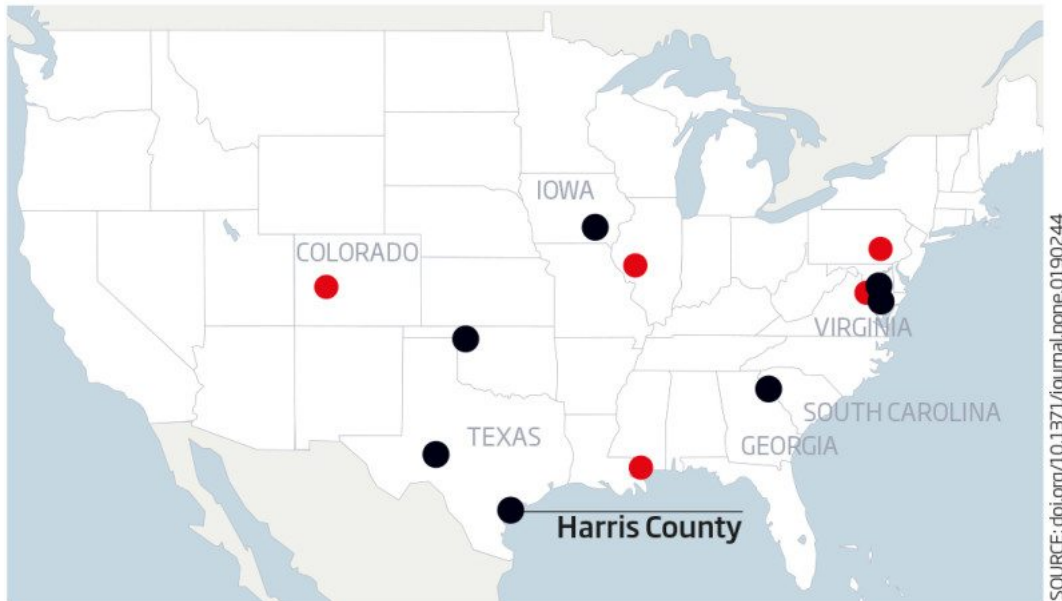 IOWA
COLORADO
VIRGINIA
SOUTH CAROLINA
TEXAS
GEORGIA
Harris County
SOURCE: doi.org/10.1371/journal.pone.0190244